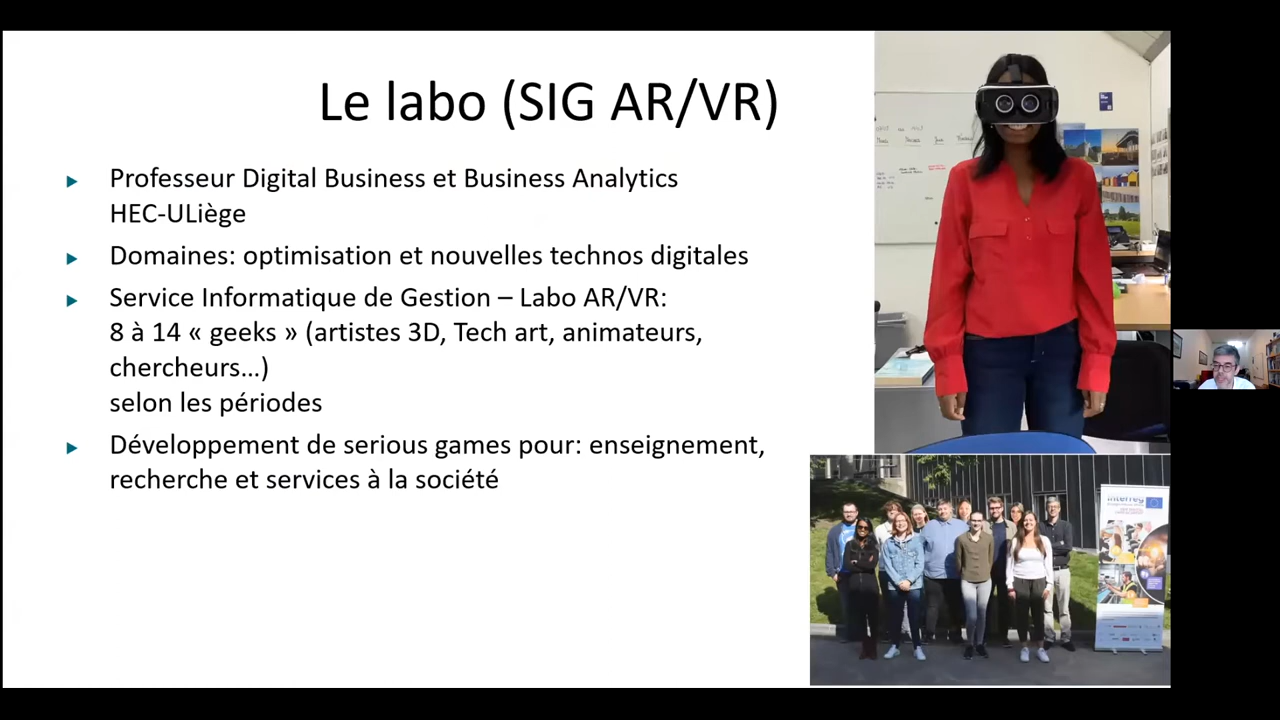 Le labo (SIG AR/VR)
Professeur Digital Business et Business Analytics
HEC-ULiège
Domaines: optimisation et nouvelles technos digitales
Service Informatique de Gestion – Labo AR/VR:
8 à 14 « geeks » (artistes 3D, Tech art, animateurs,
chercheurs…)
selon les périodes
Développement de serious games pour: enseignement,
recherche et services à la société
Interreg